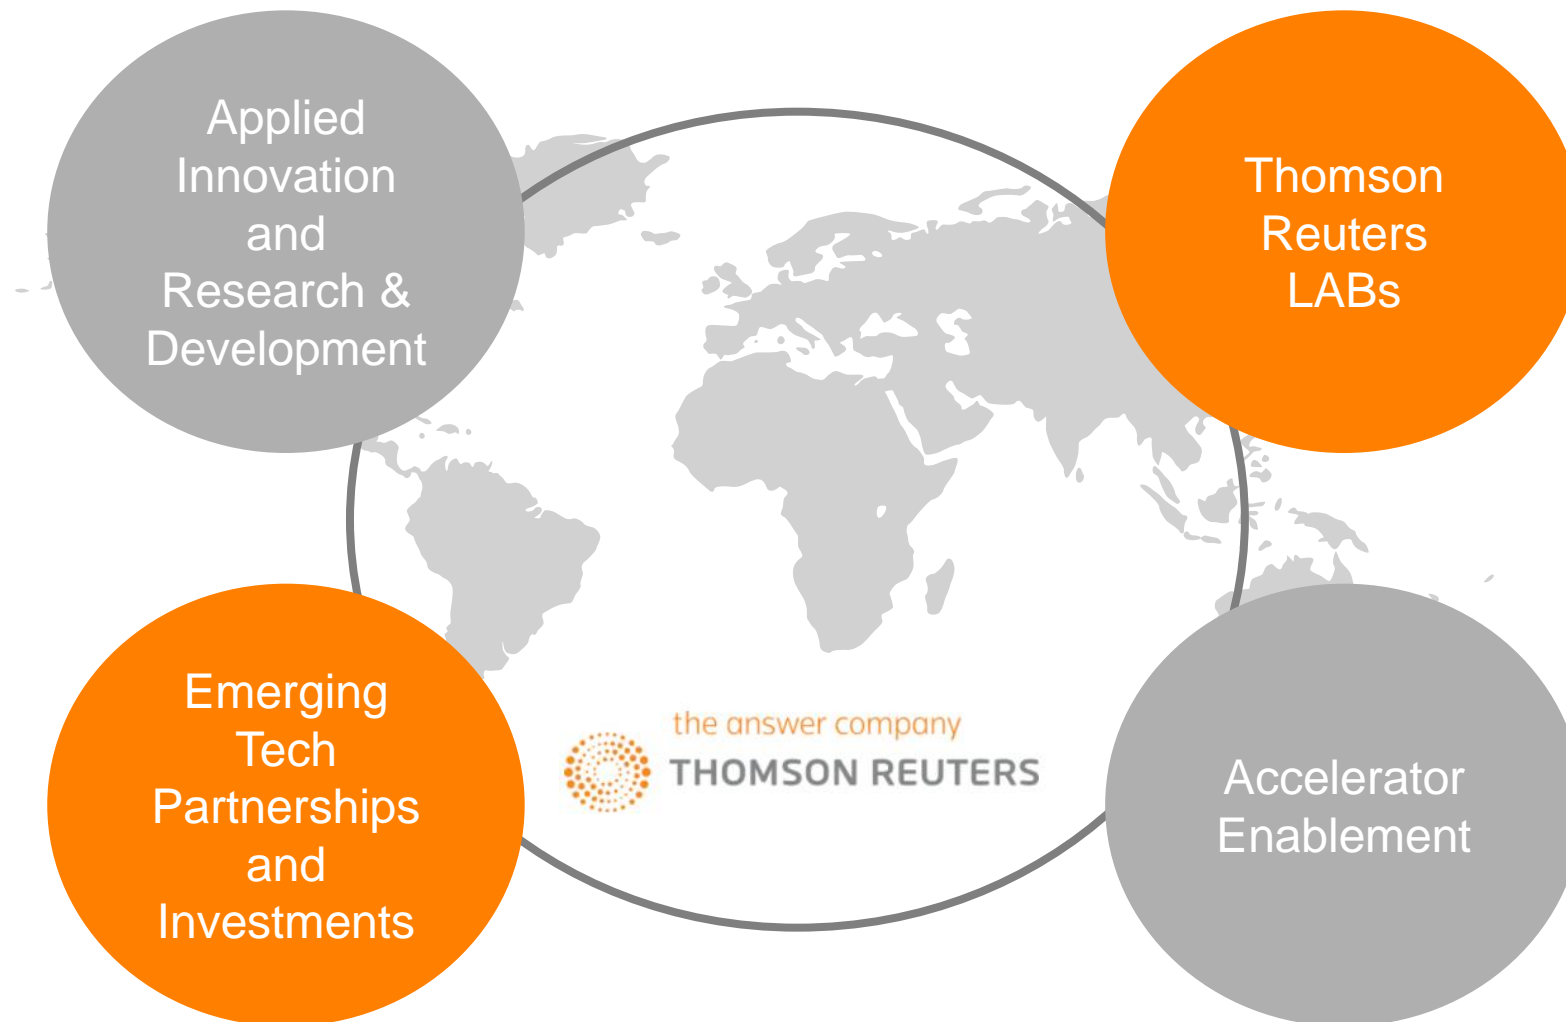 Applied
Innovation
and
Research &
Development
Thomson
Reuters
LABs
Emerging
Tech
Partnerships
and
Investments
the answer company
THOMSON REUTERS
Accelerator
Enablement